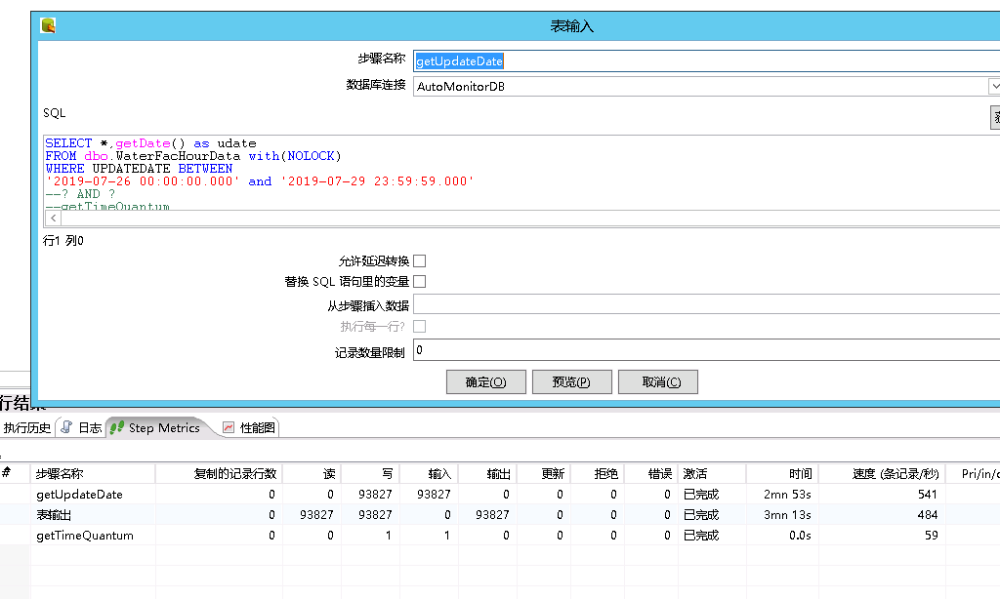 表输入
步骤名称 getUpdateDate
数据库连接 AutoMonitorDB
SQL
SELECT *,getDate() as udate
FROM dbo.WaterFacHourData with(NOLOCK)
WHERE UPDATEDATE BETWEEN
'2019-07-26 00:00:00.000' and '2019-07-29 23:59:59.000'
--? AND ?
--getTimeQuantum
行1 列0
允许延迟转换
替换 SQL 语句里的变量
从步骤插入数据
执行每一行?
记录数量限制 0
确定(O) 预览(P) 取消(C)
行结果
执行历史 日志 Step Metrics 性能图
# 步骤名称 复制的记录行数 读 写 输入 输出 更新 拒绝 错误 激活 时间 速度 (条记录/秒) Pri/in/
getUpdateDate 0 0 93827 93827 0 0 0 0 已完成 2mn 53s 541
表输出 0 93827 93827 0 93827 0 0 0 已完成 3mn 13s 484
getTimeQuantum 0 0 1 1 0 0 0 0 已完成 0.0s 59